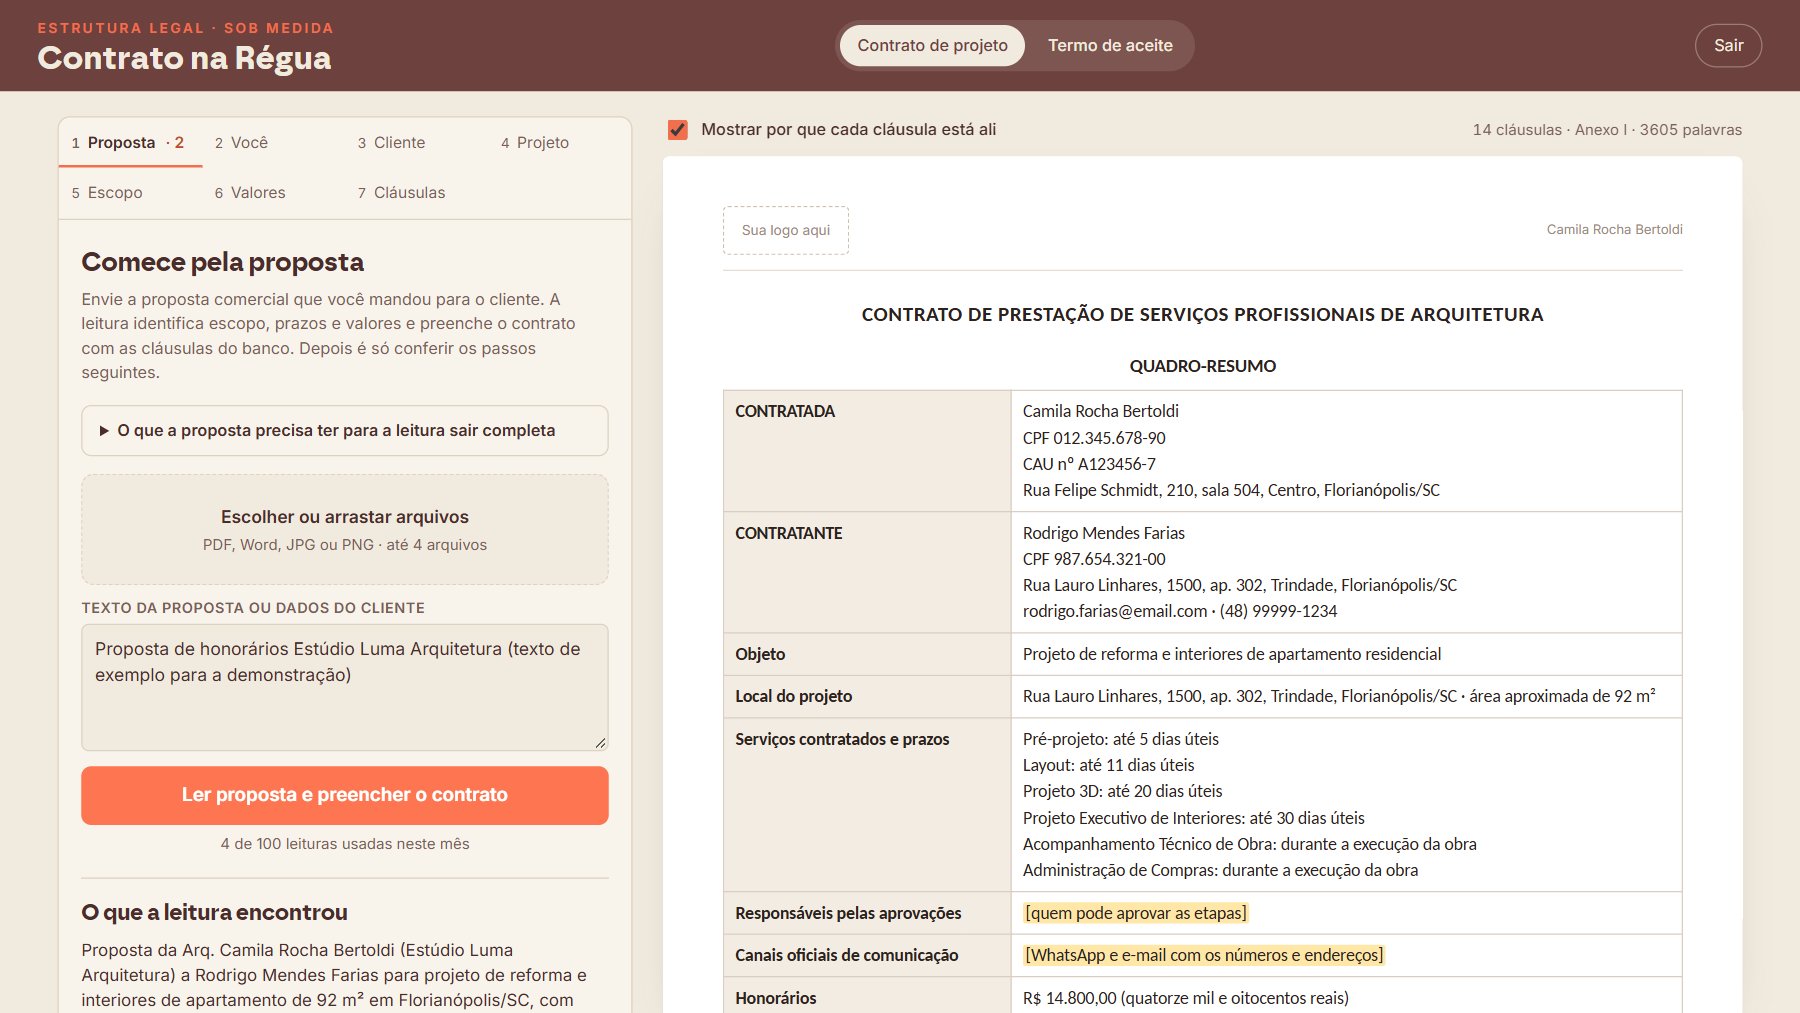 ESTRUTURA LEGAL · SOB MEDIDA
Contrato na Régua
Contrato de projeto
Termo de aceite
Sair
1 Proposta · 2
2 Você
3 Cliente
4 Projeto
5 Escopo
6 Valores
7 Cláusulas
Comece pela proposta
Envie a proposta comercial que você mandou para o cliente. A
leitura identifica escopo, prazos e valores e preenche o contrato
com as cláusulas do banco. Depois é só conferir os passos
seguintes.
O que a proposta precisa ter para a leitura sair completa
Escolher ou arrastar arquivos
PDF, Word, JPG ou PNG · até 4 arquivos
TEXTO DA PROPOSTA OU DADOS DO CLIENTE
Proposta de honorários Estúdio Luma Arquitetura (texto de
exemplo para a demonstração)
Ler proposta e preencher o contrato
4 de 100 leituras usadas neste mês
O que a leitura encontrou
Proposta da Arq. Camila Rocha Bertoldi (Estúdio Luma
Arquitetura) a Rodrigo Mendes Farias para projeto de reforma e
interiores de apartamento de 92 m² em Florianópolis/SC, com
Mostrar por que cada cláusula está ali
14 cláusulas · Anexo I · 3605 palavras
Sua logo aqui
Camila Rocha Bertoldi
CONTRATO DE PRESTAÇÃO DE SERVIÇOS PROFISSIONAIS DE ARQUITETURA
QUADRO-RESUMO
CONTRATADA
Camila Rocha Bertoldi
CPF 012.345.678-90
CAU nº A123456-7
Rua Felipe Schmidt, 210, sala 504, Centro, Florianópolis/SC
CONTRATANTE
Rodrigo Mendes Farias
CPF 987.654.321-00
Rua Lauro Linhares, 1500, ap. 302, Trindade, Florianópolis/SC
rodrigo.farias@email.com · (48) 99999-1234
Objeto
Projeto de reforma e interiores de apartamento residencial
Local do projeto
Rua Lauro Linhares, 1500, ap. 302, Trindade, Florianópolis/SC · área aproximada de 92 m²
Serviços contratados e prazos
Pré-projeto: até 5 dias úteis
Layout: até 11 dias úteis
Projeto 3D: até 20 dias úteis
Projeto Executivo de Interiores: até 30 dias úteis
Acompanhamento Técnico de Obra: durante a execução da obra
Administração de Compras: durante a execução da obra
Responsáveis pelas aprovações
[quem pode aprovar as etapas]
Canais oficiais de comunicação
[WhatsApp e e-mail com os números e endereços]
Honorários
R$ 14.800,00 (quatorze mil e oitocentos reais)